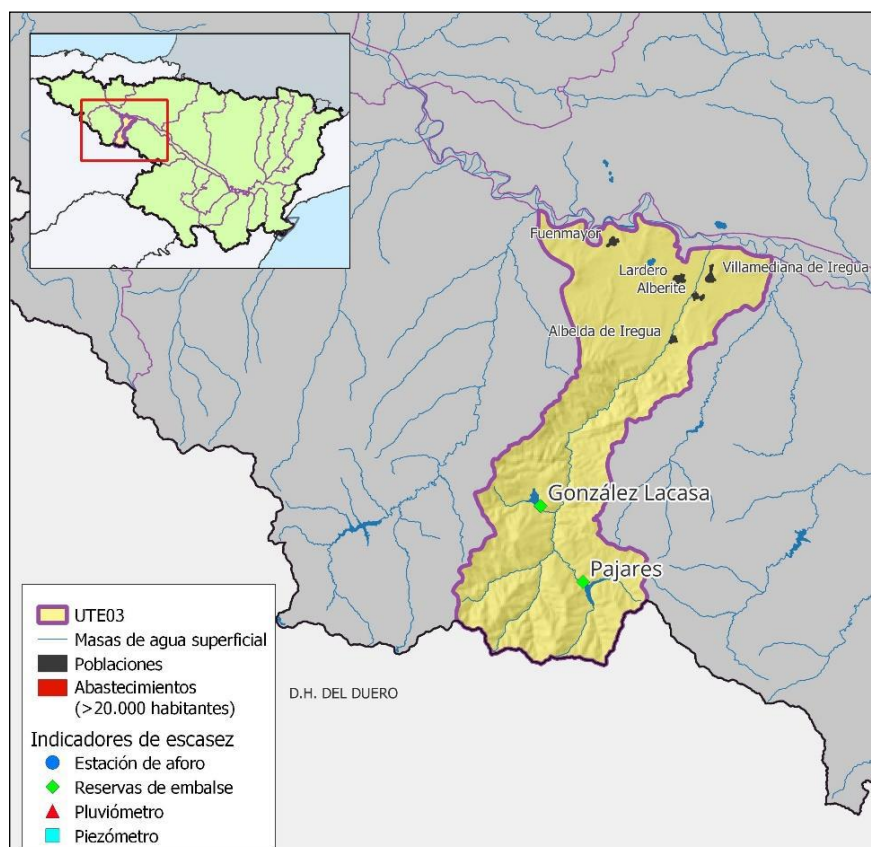 Fuenmayor
Lardero
Villamediana de Iregua
Alberite
Albelda de Iregua
González Lacasa
Pajares
D.H. DEL DUERO
UTE03
Masas de agua superficial
Poblaciones
Abastecimientos
(>20.000 habitantes)
Indicadores de escasez
Estación de aforo
Reservas de embalse
Pluviómetro
Piezómetro